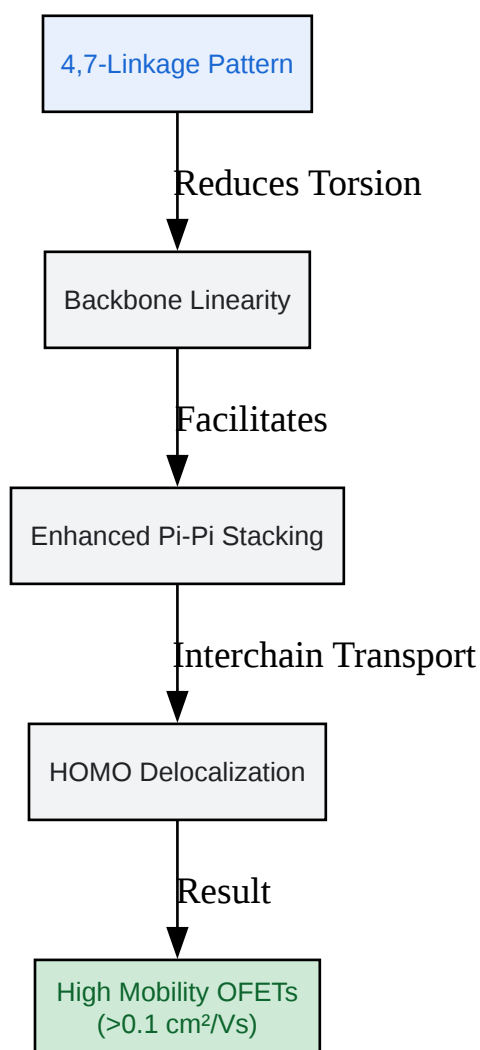 4,7-Linkage Pattern
Reduces Torsion
Backbone Linearity
Facilitates
Enhanced Pi-Pi Stacking
Interchain Transport
HOMO Delocalization
Result
High Mobility OFETs
(>0.1 cm²/Vs)